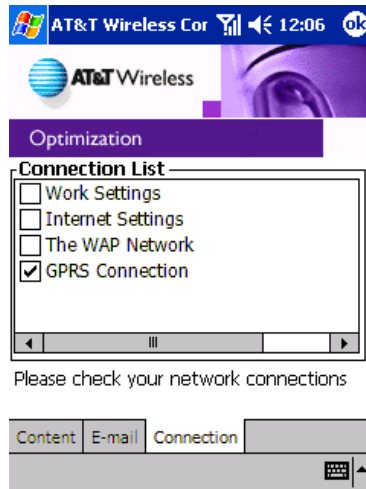 AT&T Wireless Cor 12:06 ok
AT&T Wireless
Optimization
Connection List
Work Settings
Internet Settings
The WAP Network
GPRS Connection
Please check your network connections
Content E-mail Connection